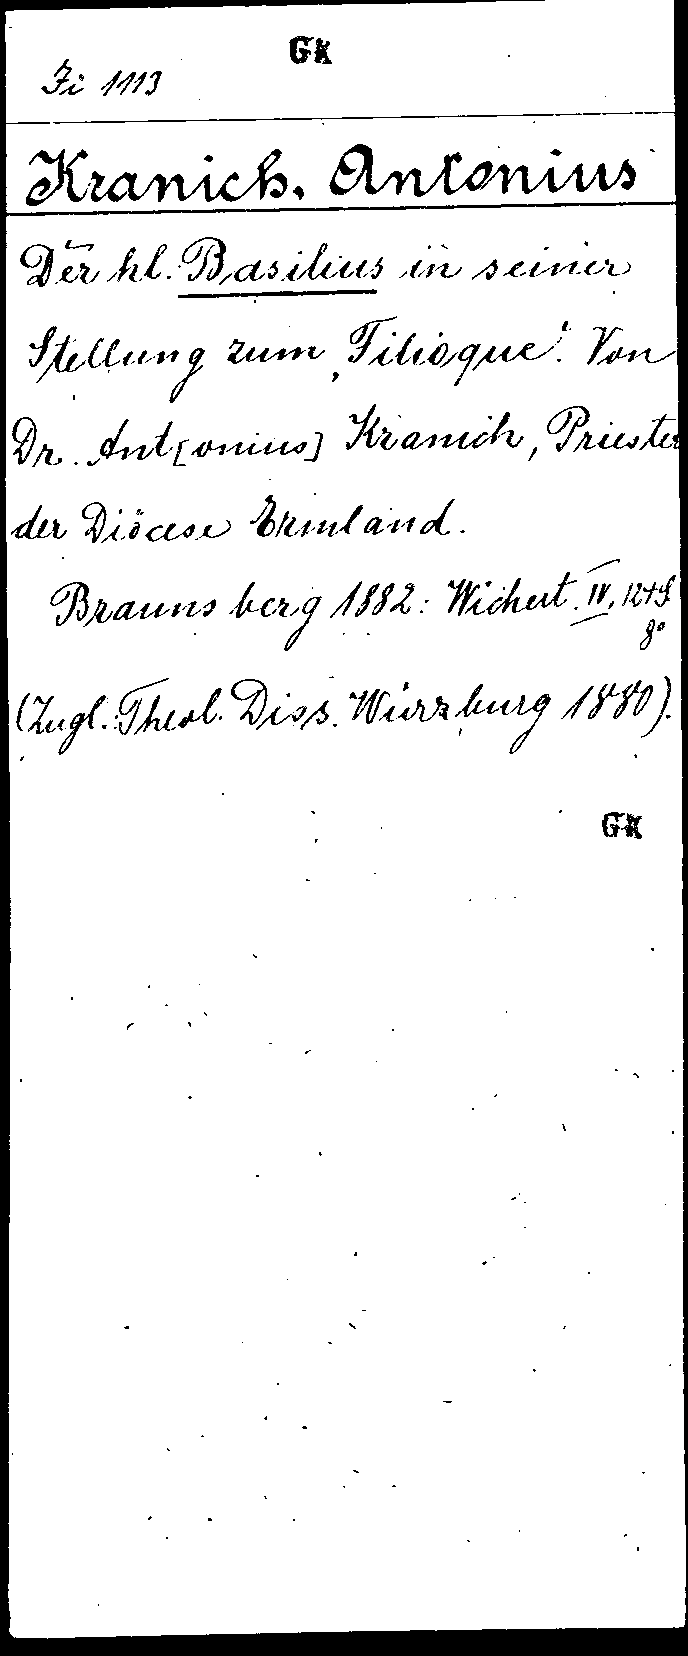 GK
Fi 1113
Kranich, Antonius
Der hl. Basilius in seiner
Stellung zum „Filioque“. Von
Dr. Ant[onius] Kranich, Priester
der Diöcese Ermland.
Braunsberg 1882: Wichert. IV,
8°
(Zugl.: Theol. Diss. Würzburg 1880).
GK